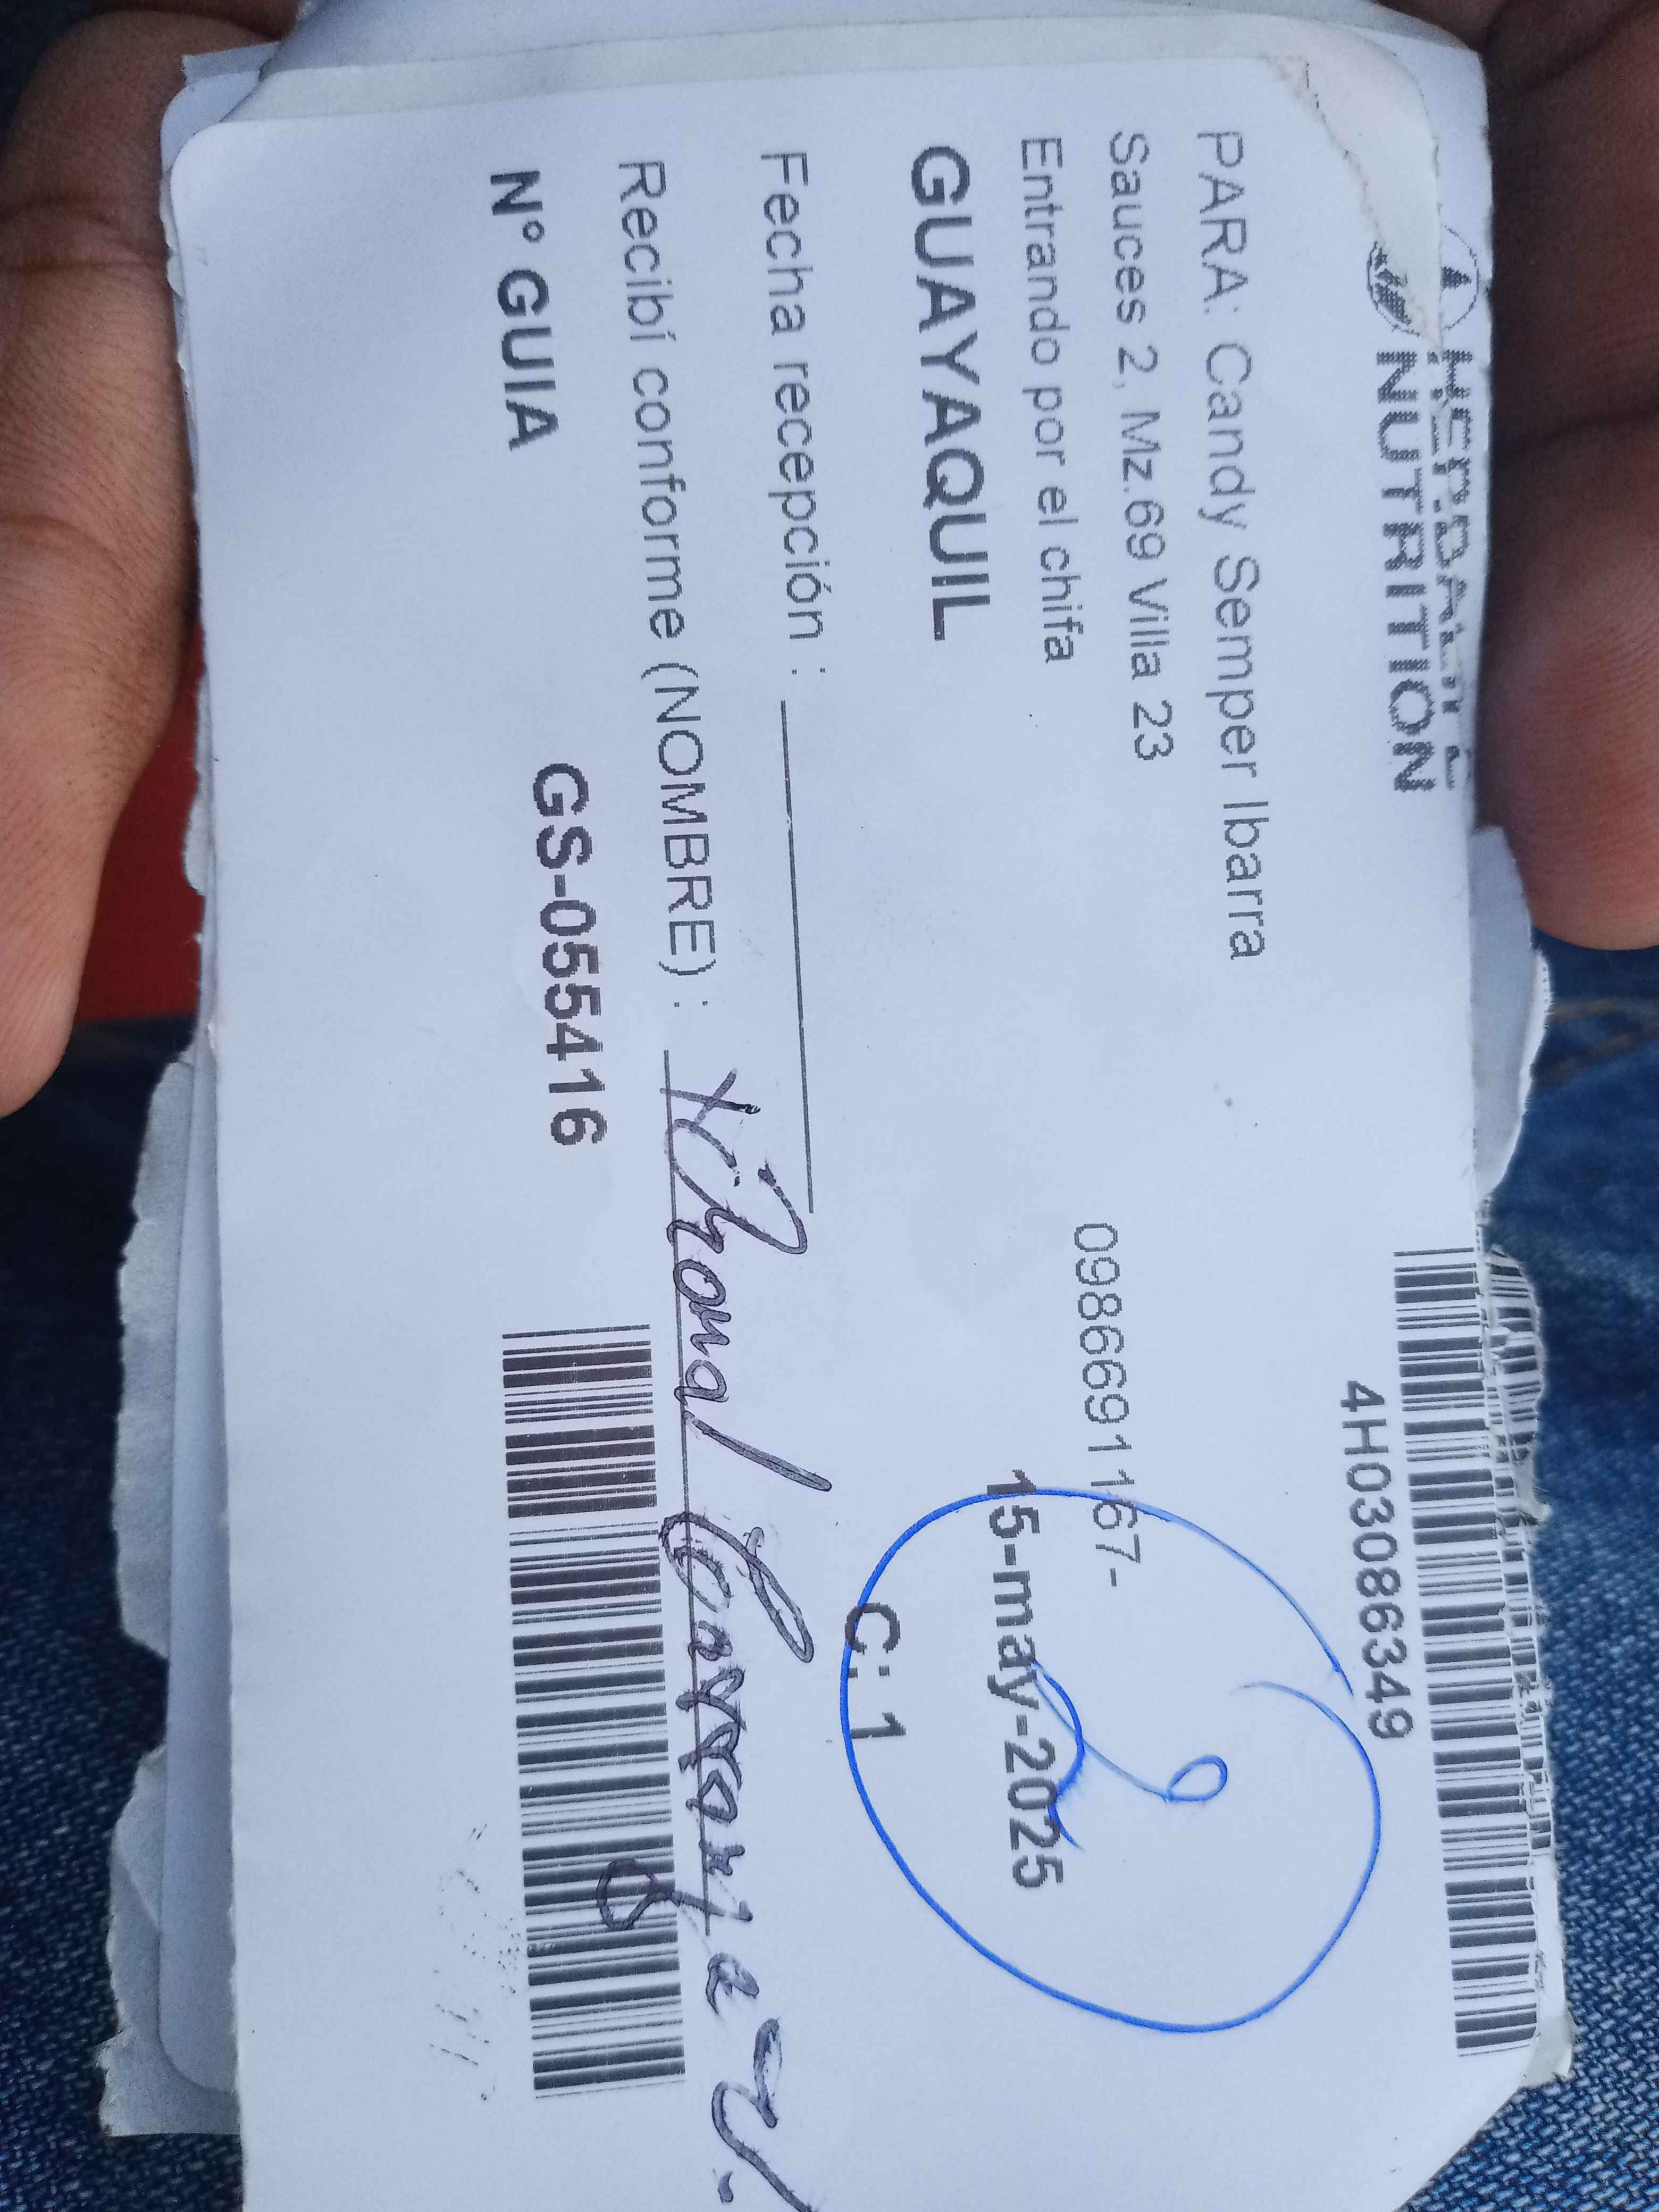 HERBALIFE
NUTRITION
4H03086349
PARA: Candy Semper Ibarra
Sauces 2, Mz.69 Villa 23
Entrando por el chifa
0986691167-
GUAYAQUIL
15-may-2025
2
C: 1
Fecha recepción :
Recibí conforme (NOMBRE) :
N° GUIA
GS-055416